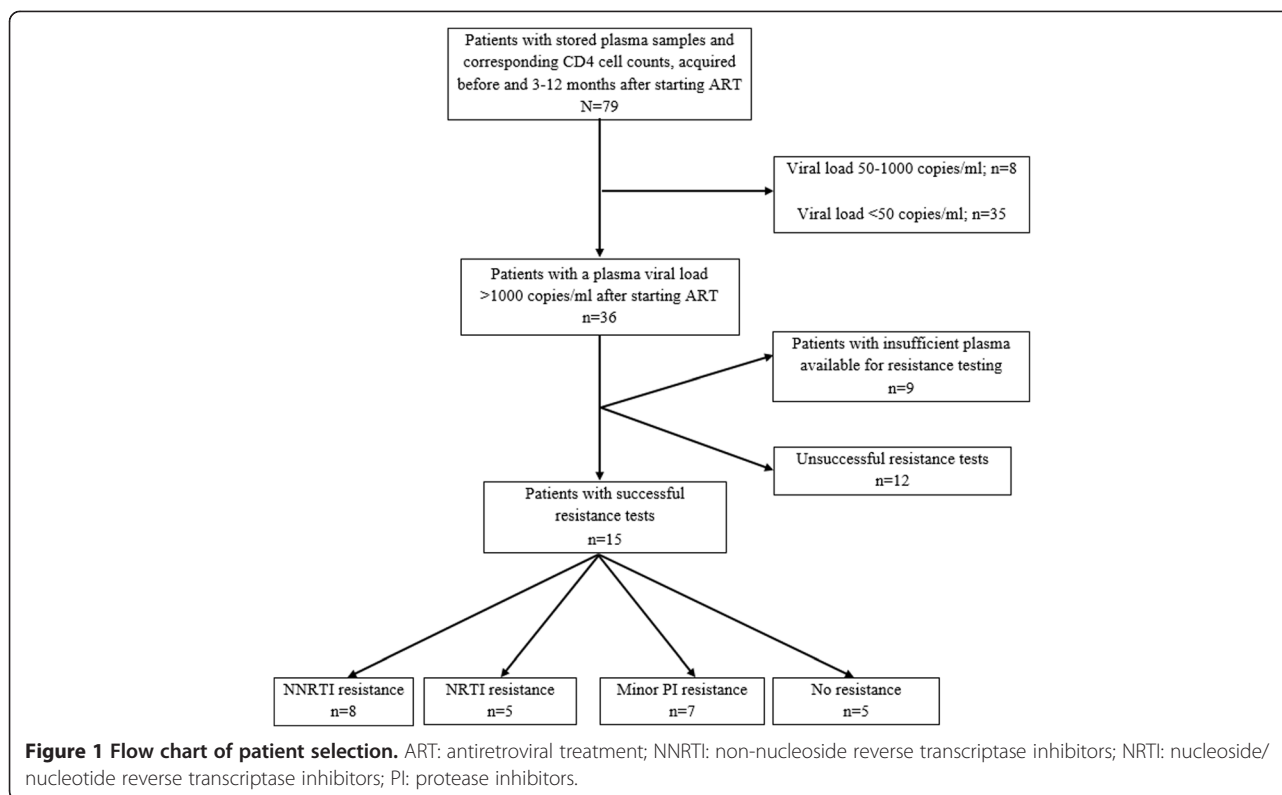 Patients with stored plasma samples and
corresponding CD4 cell counts, acquired
before and 3-12 months after starting ART
N=79
Viral load 50-1000 copies/ml; n=8
Viral load <50 copies/ml; n=35
Patients with a plasma viral load
>1000 copies/ml after starting ART
n=36
Patients with insufficient plasma
available for resistance testing
n=9
Unsuccessful resistance tests
n=12
Patients with successful
resistance tests
n=15
NNRTI resistance
n=8
NRTI resistance
n=5
Minor PI resistance
n=7
No resistance
n=5
Figure 1 Flow chart of patient selection. ART: antiretroviral treatment; NNRTI: non-nucleoside reverse transcriptase inhibitors; NRTI: nucleoside/
nucleotide reverse transcriptase inhibitors; PI: protease inhibitors.